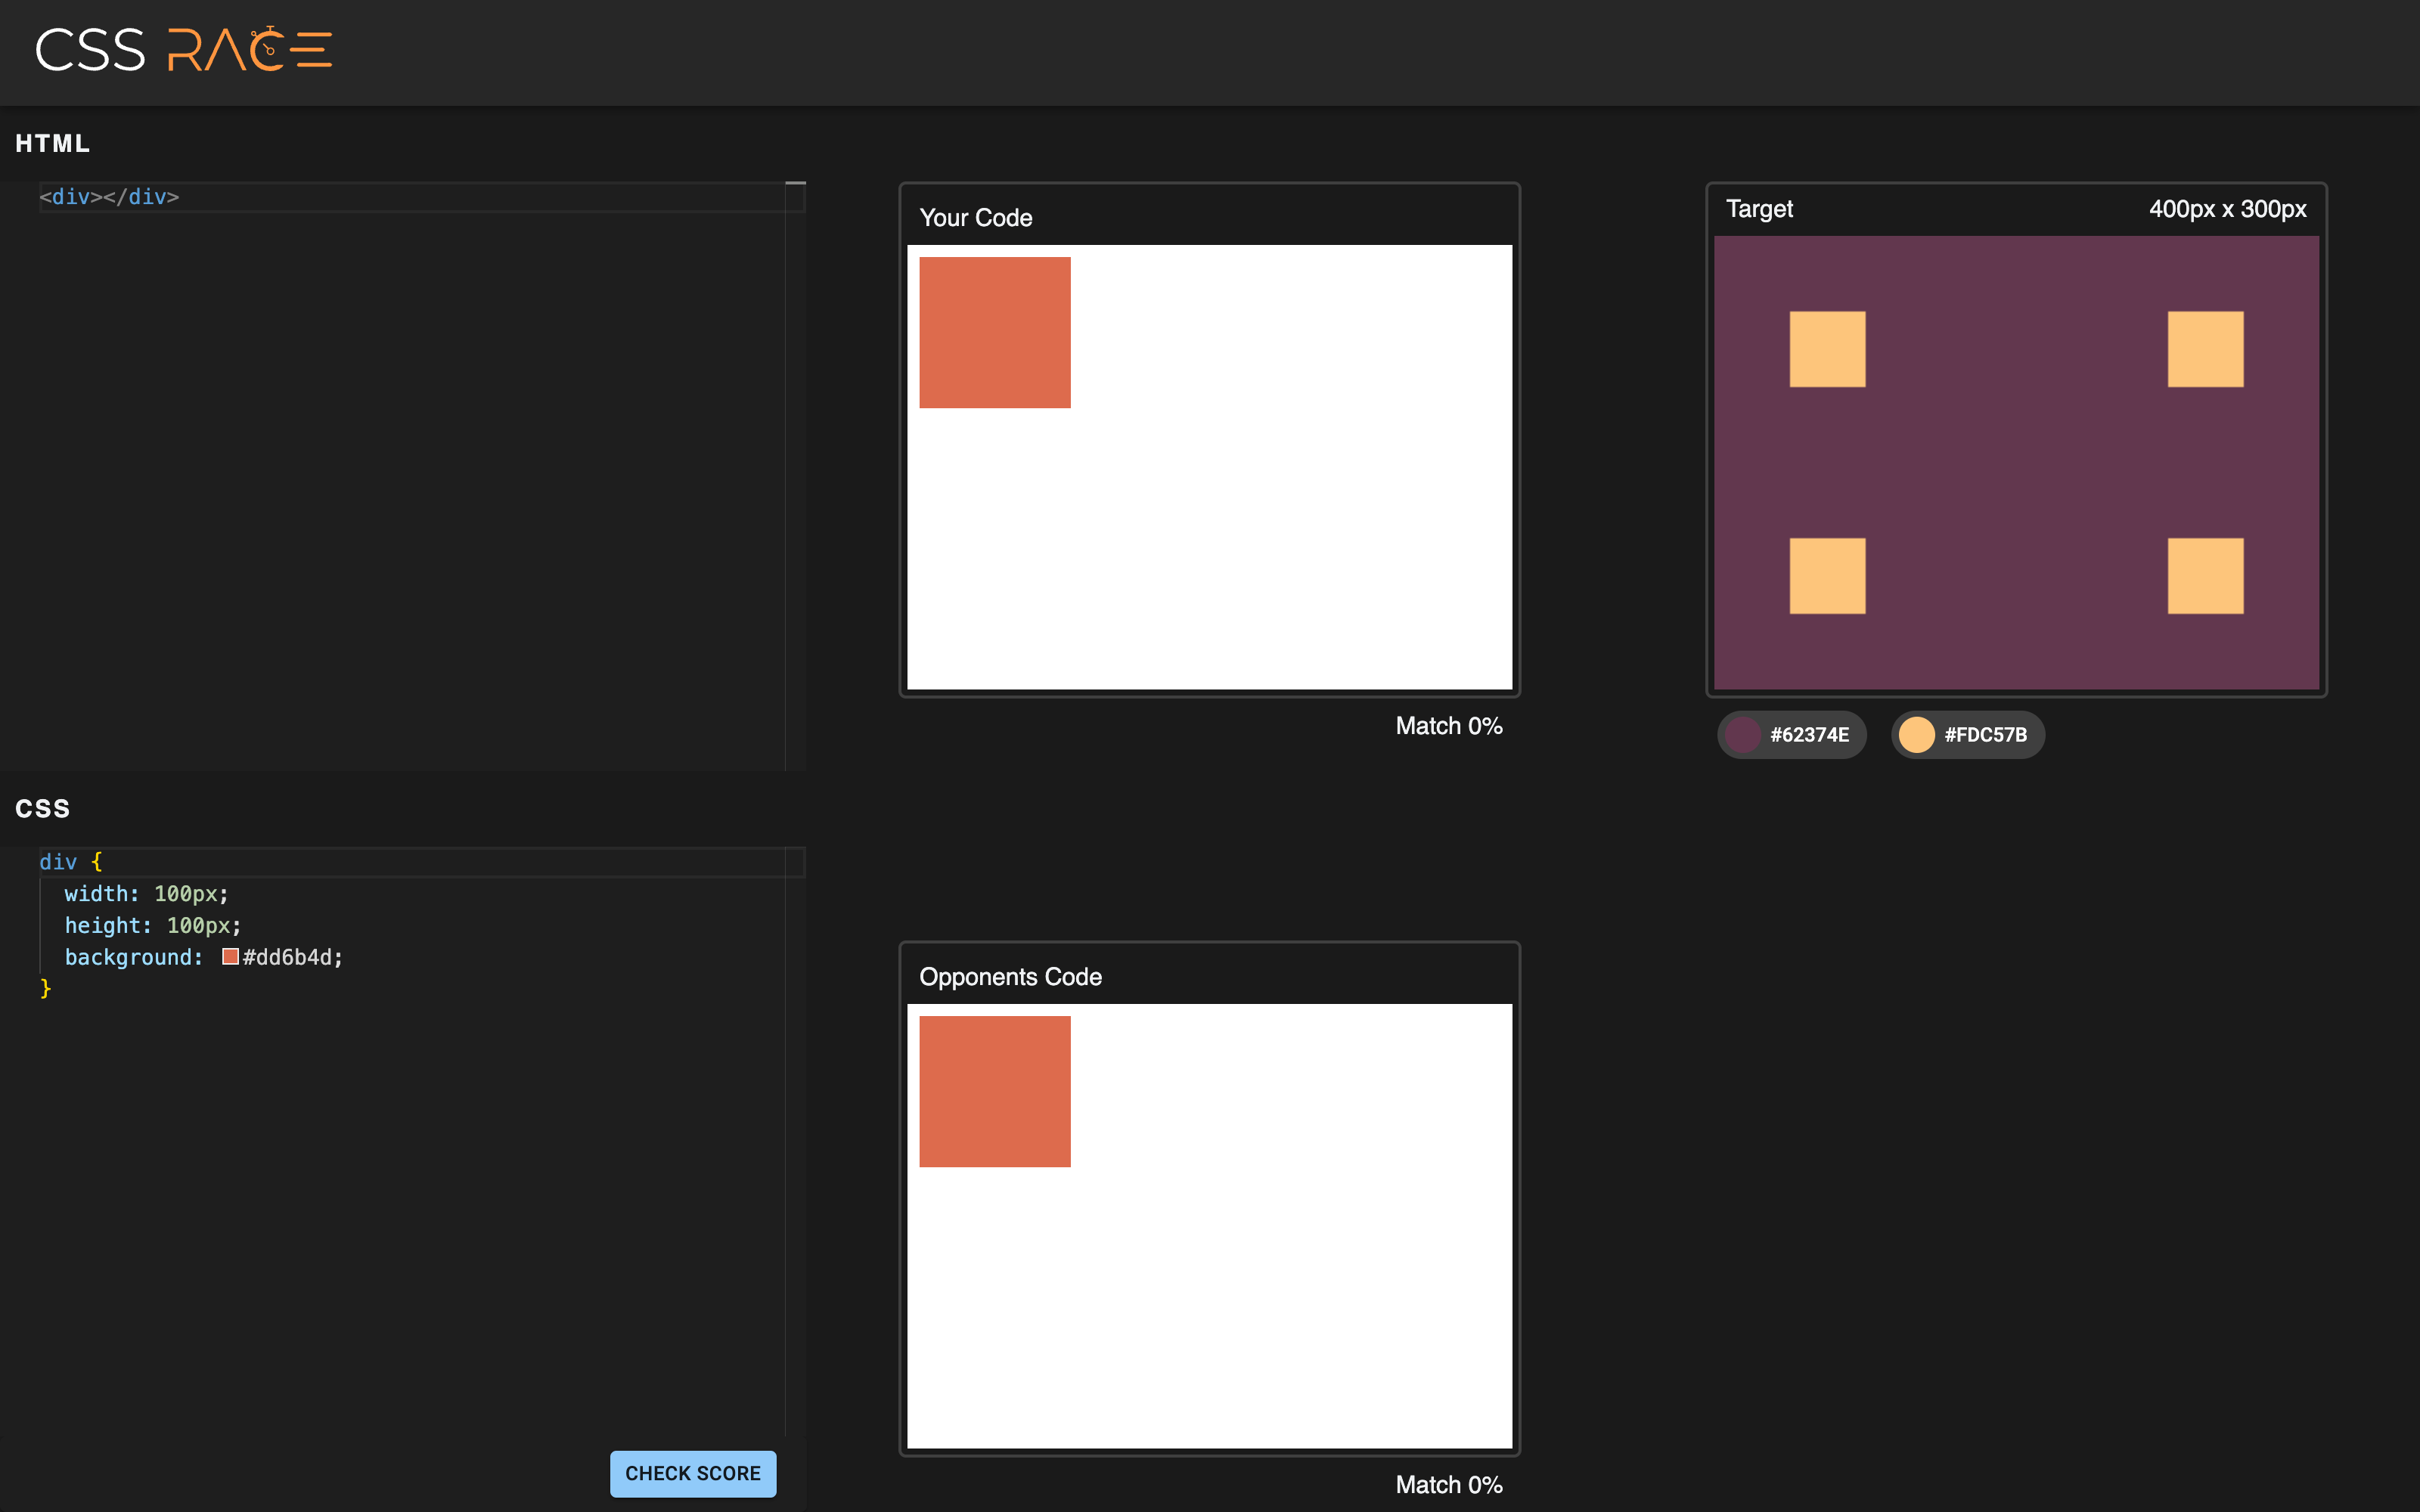 CSS RACE
HTML
<div></div>
Your Code
Match 0%
Target 400px x 300px
#62374E #FDC57B
CSS
div {
width: 100px;
height: 100px;
background: #dd6b4d;
}
CHECK SCORE
Opponents Code
Match 0%